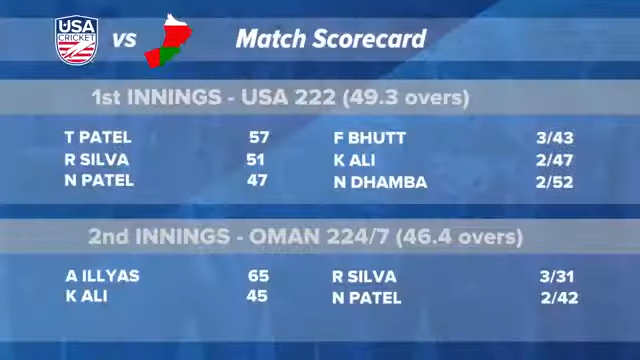 USA
CRICKET
vs
Match Scorecard
1st INNINGS - USA 222 (49.3 overs)
T PATEL 57 F BHUTT 3/43
R SILVA 51 K ALI 2/47
N PATEL 47 N DHAMBA 2/52
2nd INNINGS - OMAN 224/7 (46.4 overs)
A ILLYAS 65 R SILVA 3/31
K ALI 45 N PATEL 2/42